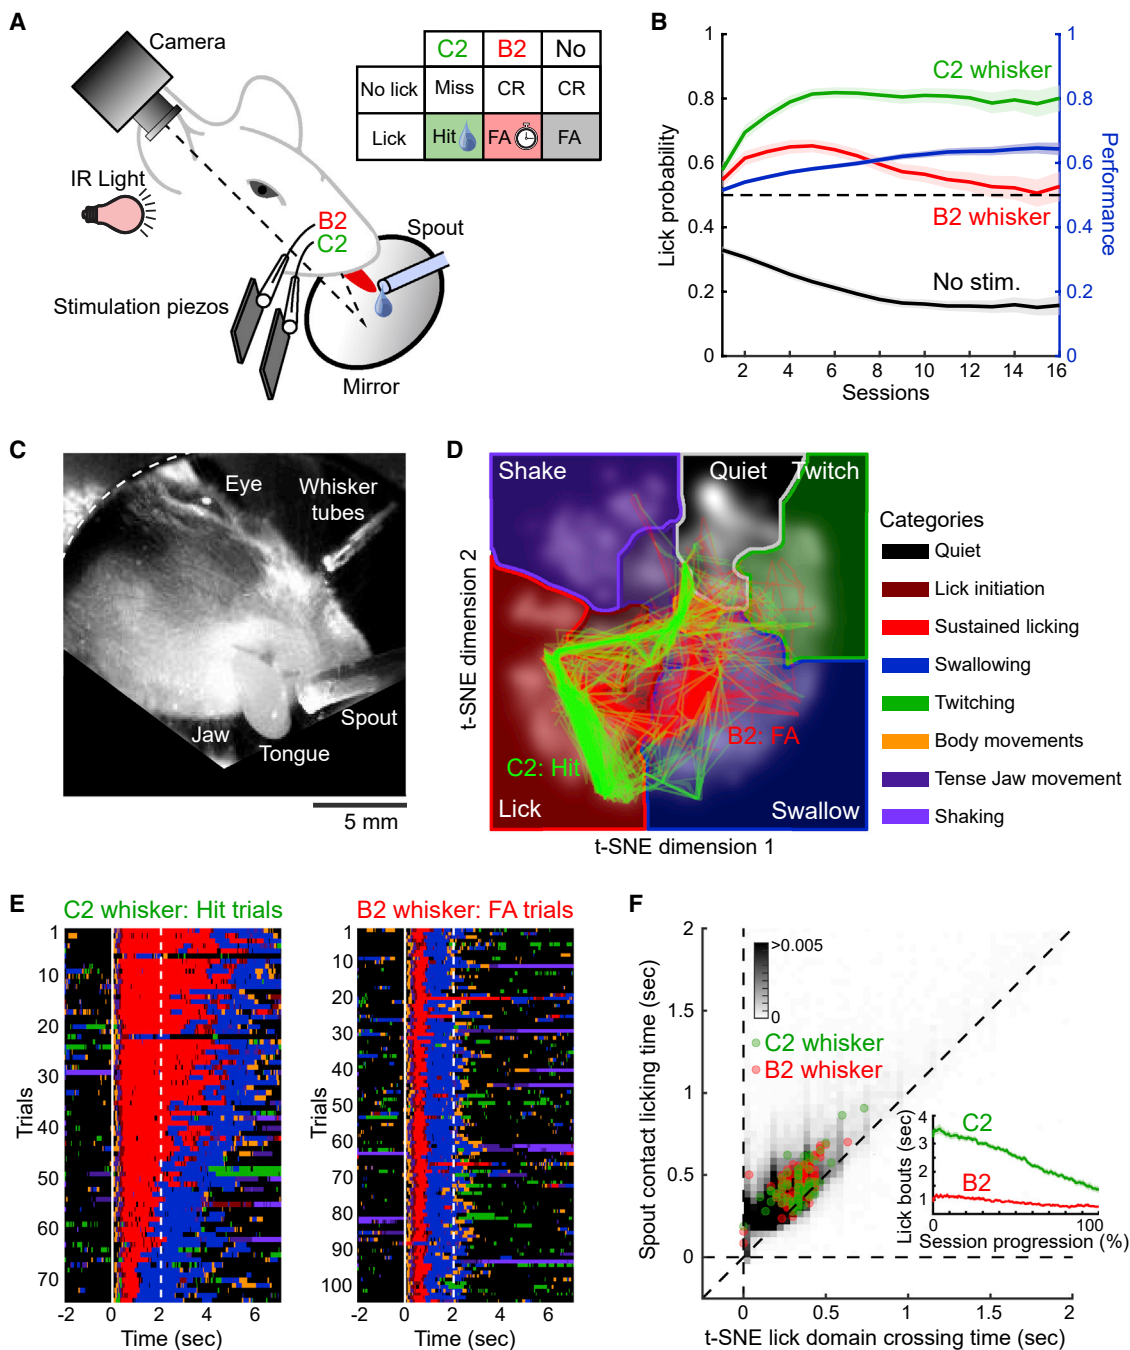 A
Camera
IR Light
B2
C2
Spout
Stimulation piezos
Mirror
C2 B2 No
No lick Miss CR CR
Lick Hit FA FA
B
Lick probability
1
0.8
0.6
0.4
0.2
0
C2 whisker
B2 whisker
No stim.
1
0.8
0.6
0.4
0.2
0
Performance
2 4 6 8 10 12 14 16
Sessions
C
Eye
Whisker
tubes
Jaw
Tongue
Spout
5 mm
D
t-SNE dimension 2
Shake
Quiet
Twitch
C2: Hit
B2: FA
Lick
Swallow
t-SNE dimension 1
Categories
Quiet
Lick initiation
Sustained licking
Swallowing
Twitching
Body movements
Tense Jaw movement
Shaking
E
C2 whisker: Hit trials
Trials
1
10
20
30
40
50
60
70
-2 0 2 4 6
Time (sec)
B2 whisker: FA trials
Trials
1
10
20
30
40
50
60
70
80
90
100
-2 0 2 4 6
Time (sec)
F
Spout contact licking time (sec)
2
1.5
1
0.5
0
>0.005
0
C2 whisker
B2 whisker
Lick bouts (sec)
4
3
2
1
C2
B2
0 100
Session progression (%)
0 0.5 1 1.5 2
t-SNE lick domain crossing time (sec)